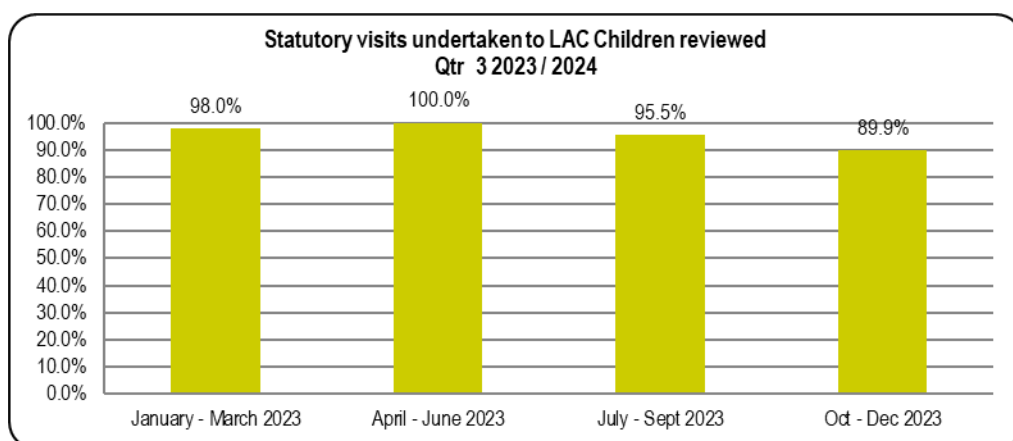 Statutory visits undertaken to LAC Children reviewed
Qtr 3 2023 / 2024
98.0%
100.0%
95.5%
89.9%
100.0%
90.0%
80.0%
70.0%
60.0%
50.0%
40.0%
30.0%
20.0%
10.0%
0.0%
January - March 2023
April - June 2023
July - Sept 2023
Oct - Dec 2023